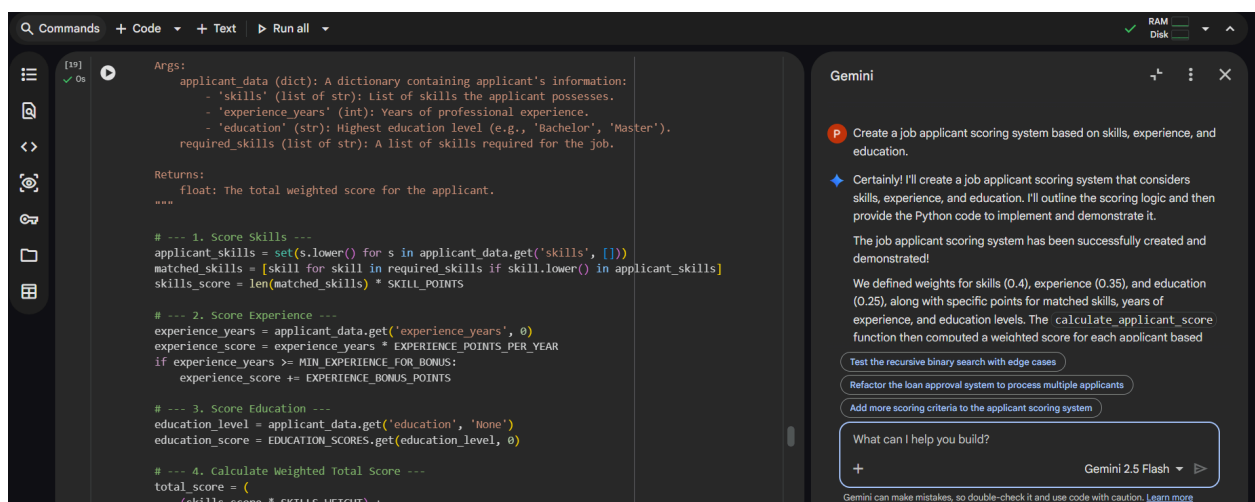 Commands + Code + Text Run all
RAM
Disk
[19]
0s
Args:
applicant_data (dict): A dictionary containing applicant's information:
- 'skills' (list of str): List of skills the applicant possesses.
- 'experience_years' (int): Years of professional experience.
- 'education' (str): Highest education level (e.g., 'Bachelor', 'Master').
required_skills (list of str): A list of skills required for the job.
Returns:
float: The total weighted score for the applicant.
"""
# --- 1. Score Skills ---
applicant_skills = set(s.lower() for s in applicant_data.get('skills', []))
matched_skills = [skill for skill in required_skills if skill.lower() in applicant_skills]
skills_score = len(matched_skills) * SKILL_POINTS
# --- 2. Score Experience ---
experience_years = applicant_data.get('experience_years', 0)
experience_score = experience_years * EXPERIENCE_POINTS_PER_YEAR
if experience_years >= MIN_EXPERIENCE_FOR_BONUS:
experience_score += EXPERIENCE_BONUS_POINTS
# --- 3. Score Education ---
education_level = applicant_data.get('education', 'None')
education_score = EDUCATION_SCORES.get(education_level, 0)
# --- 4. Calculate Weighted Total Score ---
total_score = (
(skills_score * SKILLS_WEIGHT) +
Gemini
P
Create a job applicant scoring system based on skills, experience, and
education.
Certainly! I'll create a job applicant scoring system that considers
skills, experience, and education. I'll outline the scoring logic and then
provide the Python code to implement and demonstrate it.
The job applicant scoring system has been successfully created and
demonstrated!
We defined weights for skills (0.4), experience (0.35), and education
(0.25), along with specific points for matched skills, years of
experience, and education levels. The calculate_applicant_score
function then computed a weighted score for each applicant based
Test the recursive binary search with edge cases
Refactor the loan approval system to process multiple applicants
Add more scoring criteria to the applicant scoring system
What can I help you build?
+ Gemini 2.5 Flash
Gemini can make mistakes, so double-check it and use code with caution. Learn more